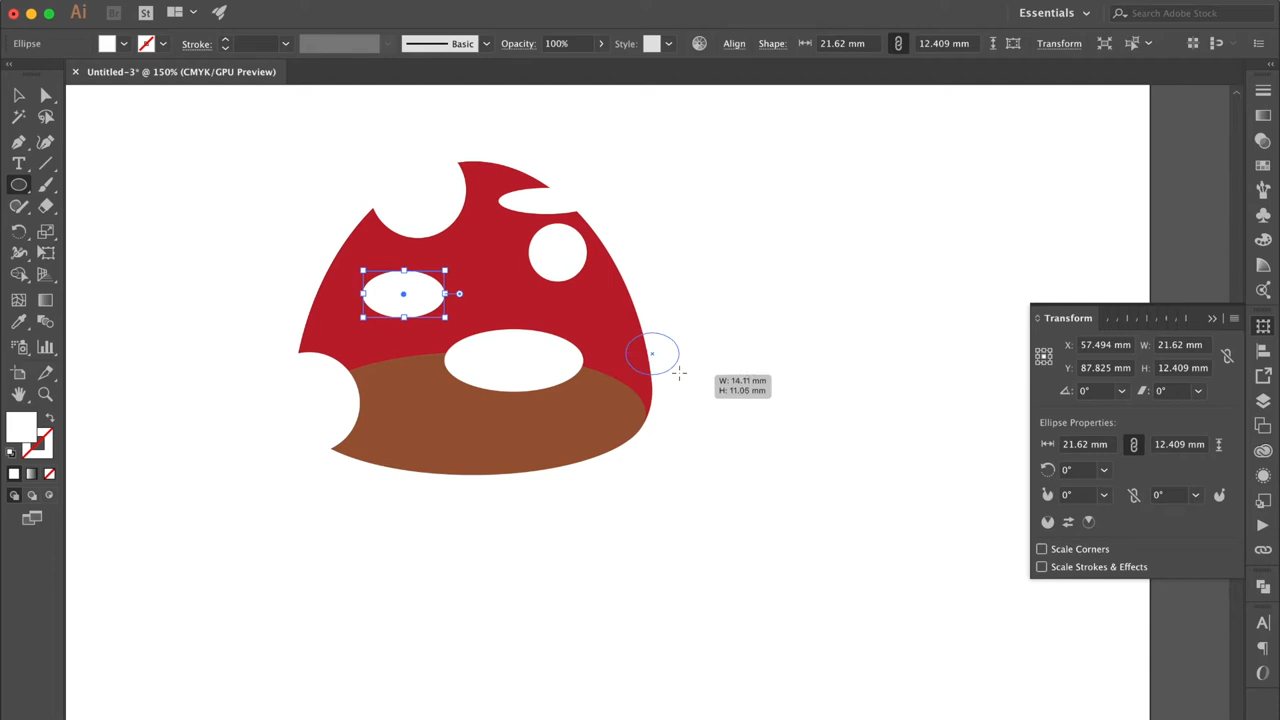 Ai Br St Essentials Search Adobe Stock
Ellipse Stroke: Basic Opacity: 100% Style: Align Shape: 21.62 mm 12.409 mm Transform
Untitled-3* @ 150% (CMYK/GPU Preview)
W: 14.11 mm
H: 11.05 mm
Transform
X: 57.494 mm W: 21.62 mm
Y: 87.825 mm H: 12.409 mm
0° 0°
Ellipse Properties:
21.62 mm 12.409 mm
0°
0° 0°
Scale Corners
Scale Strokes & Effects